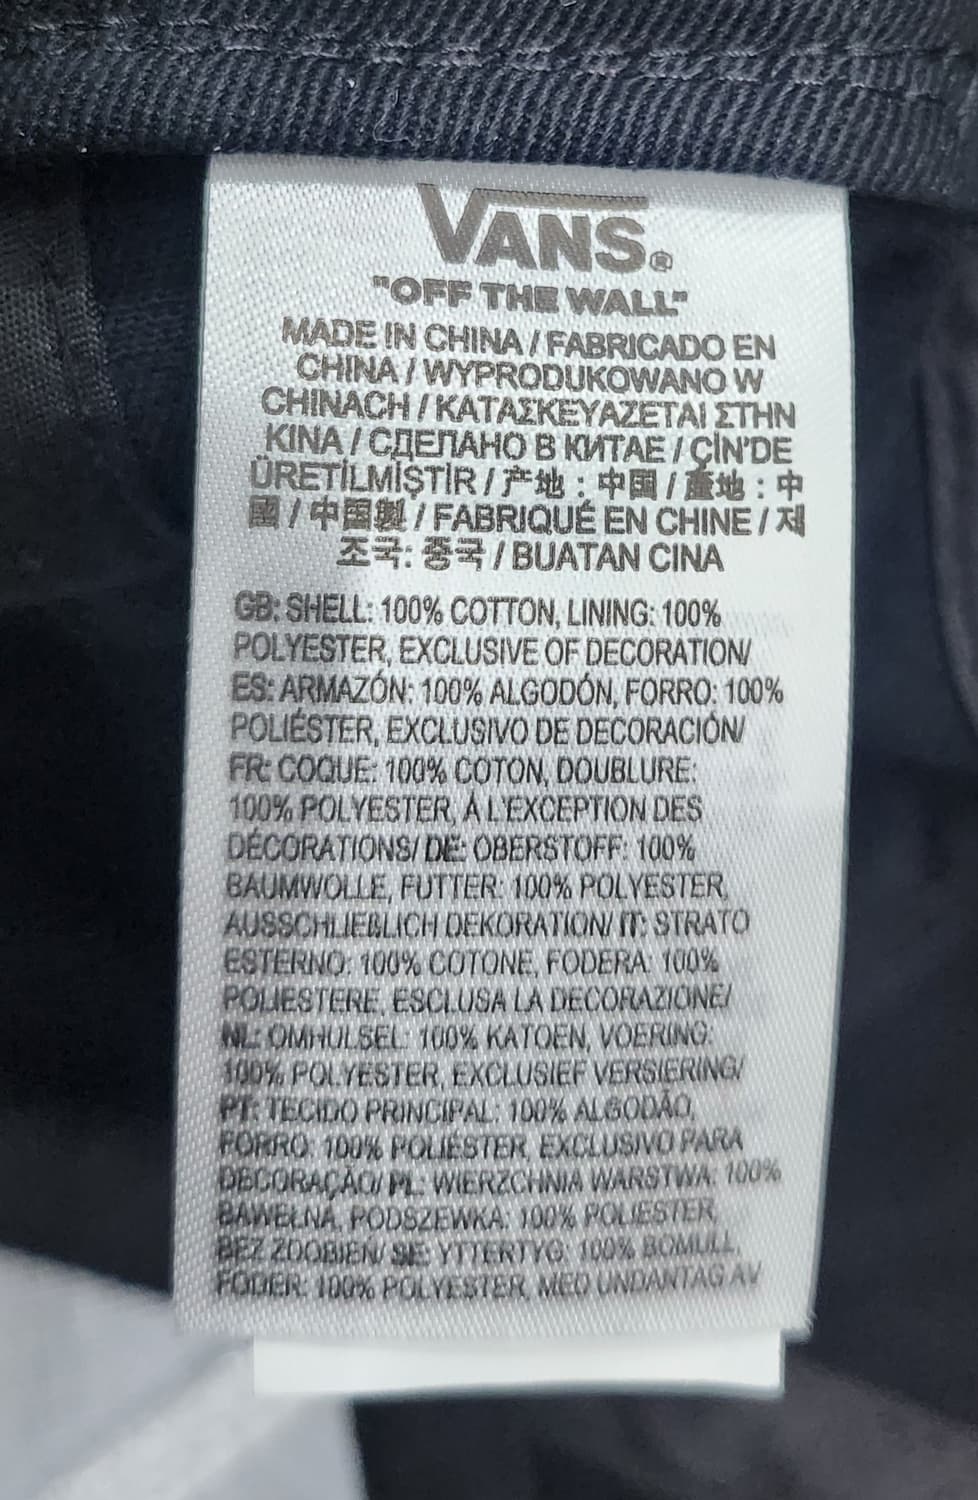 VANS®
"OFF THE WALL"
MADE IN CHINA / FABRICADO EN
CHINA / WYPRODUKOWANO W
CHINACH / ΚΑΤΑΣΚΕΥΑΖΕΤΑΙ ΣΤΗΝ
ΚΙΝΑ / СДЕЛАНО В КИТАЕ / ÇİN'DE
ÜRETİLMİŞTİR / 产地 : 中国 / 產地 : 中
國 / 中国製 / FABRIQUÉ EN CHINE / 제
조국: 중국 / BUATAN CINA
GB: SHELL: 100% COTTON, LINING: 100%
POLYESTER, EXCLUSIVE OF DECORATION/
ES: ARMAZÓN: 100% ALGODÓN, FORRO: 100%
POLIÉSTER, EXCLUSIVO DE DECORACIÓN/
FR: COQUE: 100% COTON, DOUBLURE:
100% POLYESTER, À L'EXCEPTION DES
DÉCORATIONS/ DE: OBERSTOFF: 100%
BAUMWOLLE, FUTTER: 100% POLYESTER,
AUSSCHLIEßLICH DEKORATION/ IT: STRATO
ESTERNO: 100% COTONE, FODERA: 100%
POLIESTERE, ESCLUSA LA DECORAZIONE/
NL: OMHULSEL: 100% KATOEN, VOERING:
100% POLYESTER, EXCLUSIEF VERSIERING/
PT: TECIDO PRINCIPAL: 100% ALGODÃO,
FORRO: 100% POLIÉSTER, EXCLUSIVO PARA
DECORAÇÃO/ PL: WIERZCHNIA WARSTWA: 100%
BAWEŁNA, PODSZEWKA: 100% POLIESTER,
BEZ ZDOBIEŃ/ SE: YTTERTYG: 100% BOMULL,
FODER: 100% POLYESTER, MED UNDANTAG AV